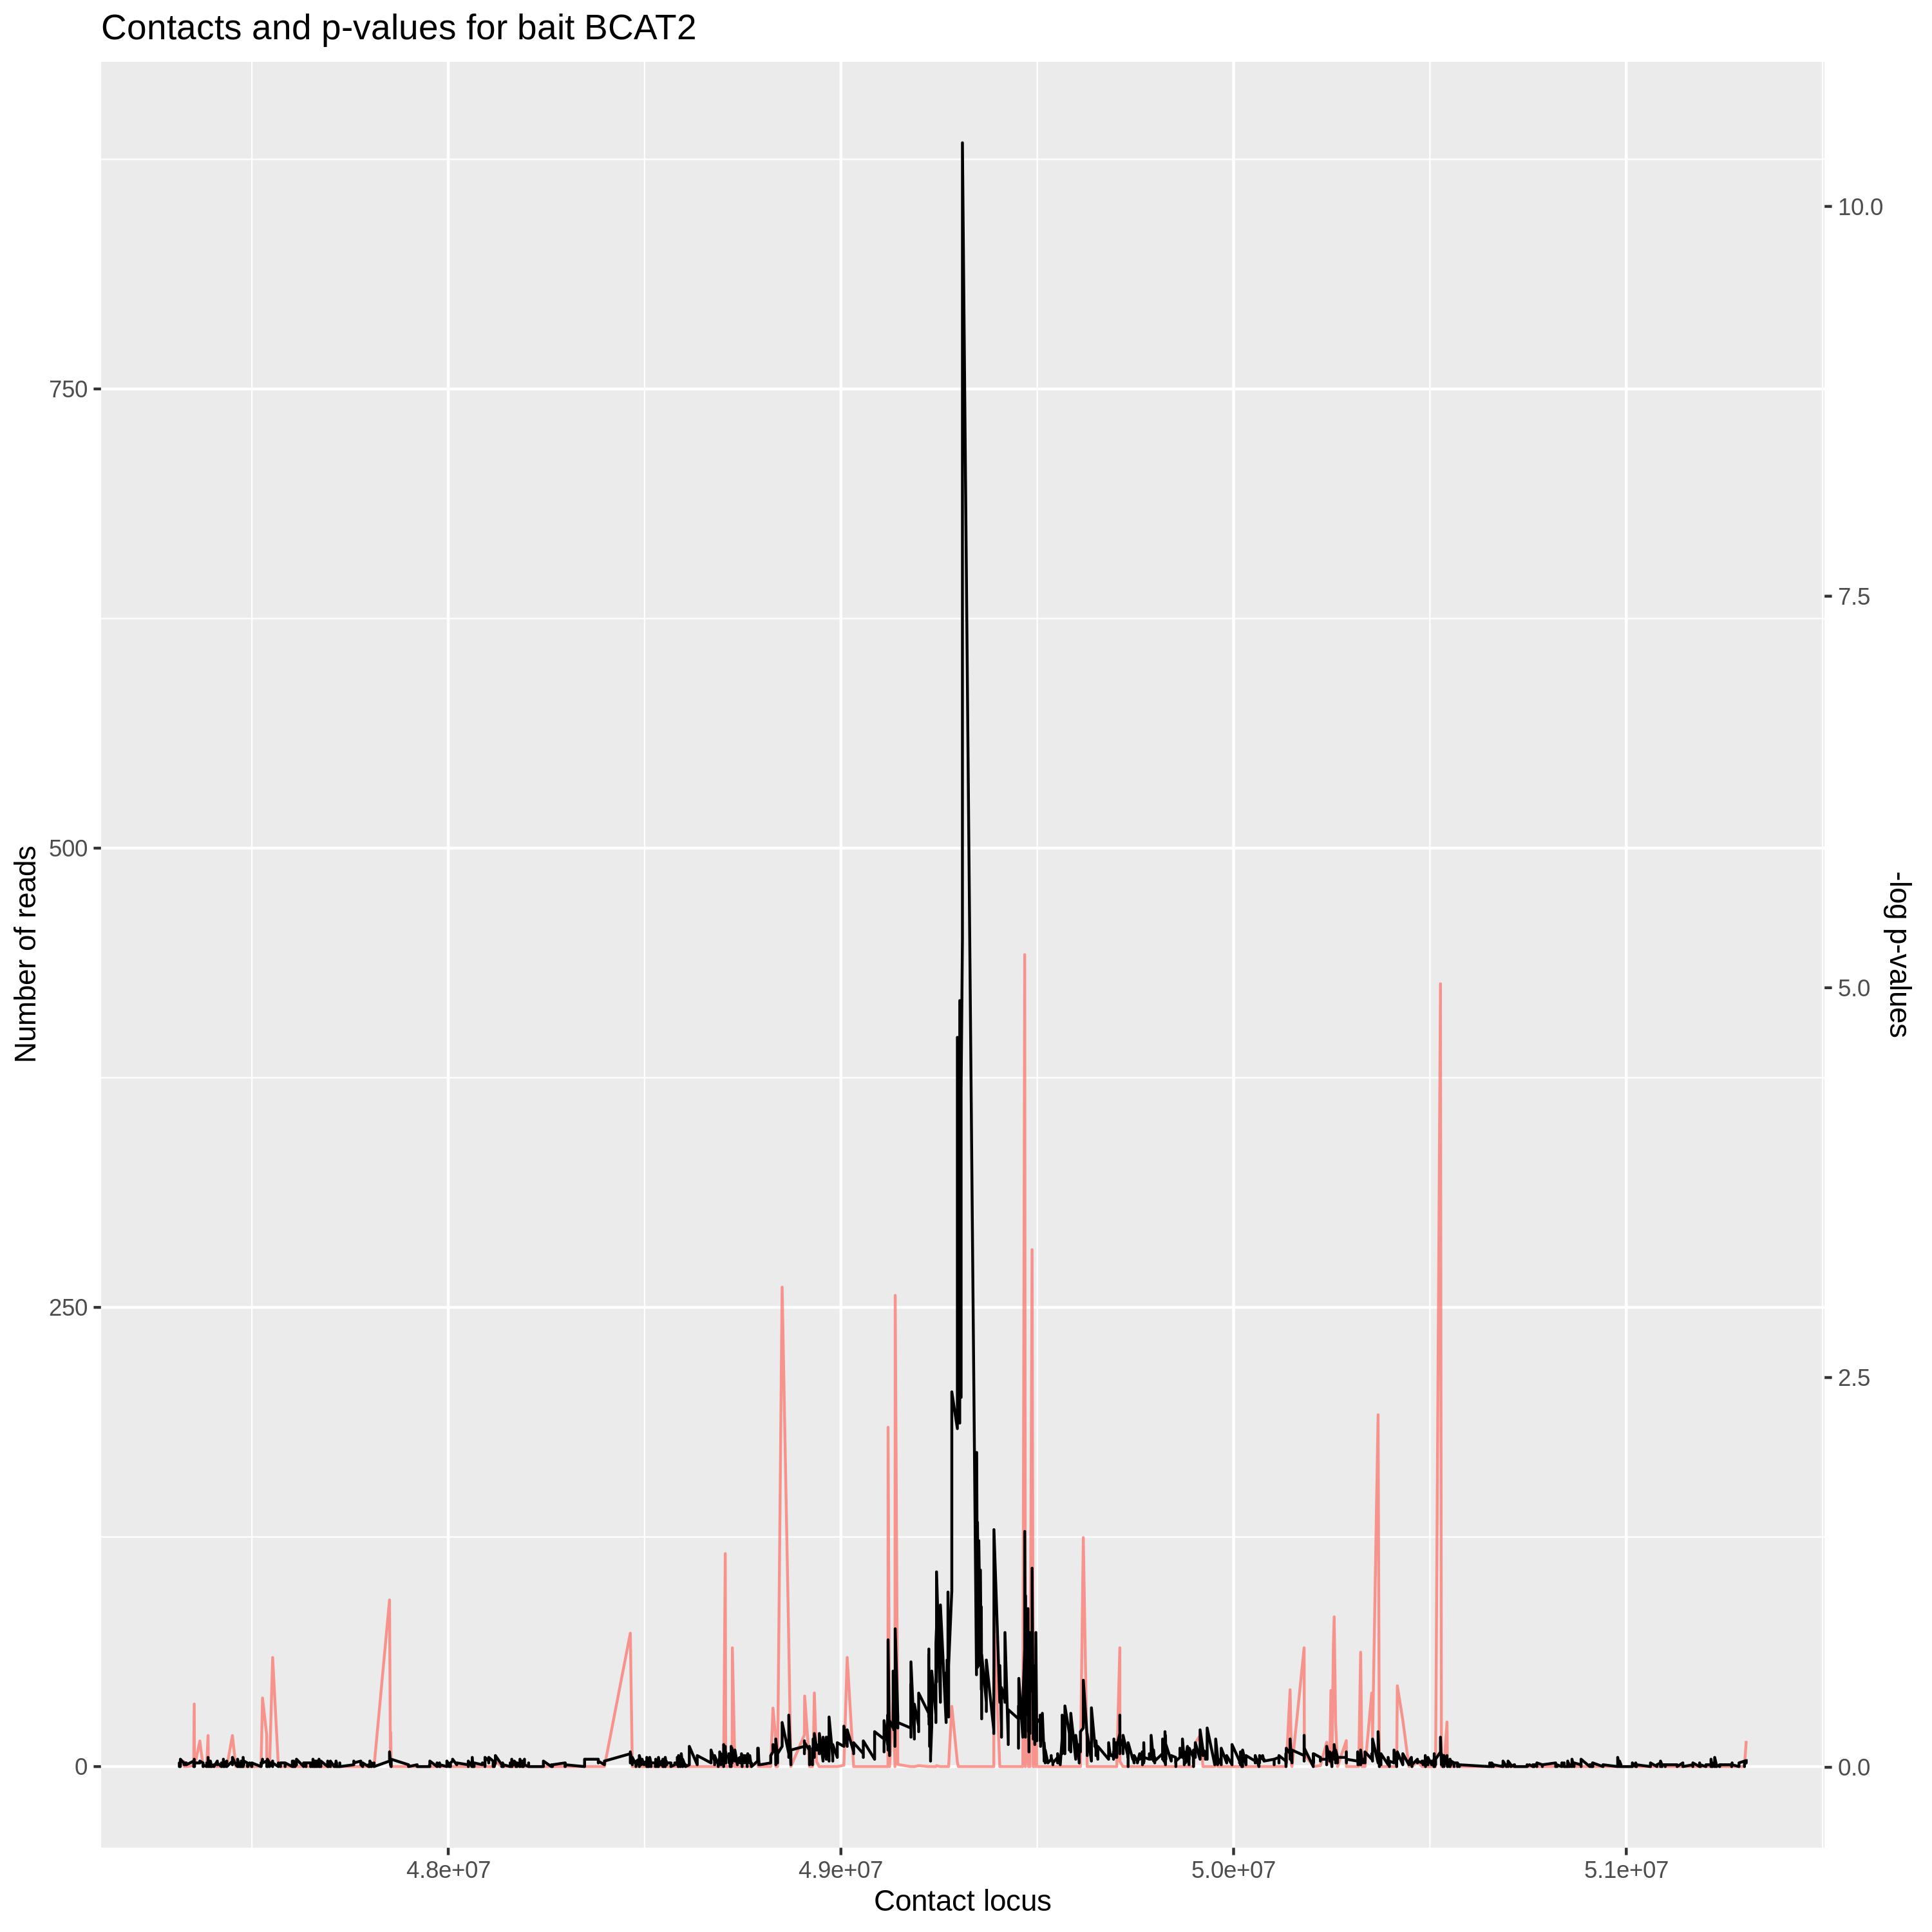 Contacts and p-values for bait BCAT2
Number of reads
750
500
250
0
10.0
7.5
5.0
2.5
0.0
-log p-values
4.8e+07
4.9e+07
5.0e+07
5.1e+07
Contact locus